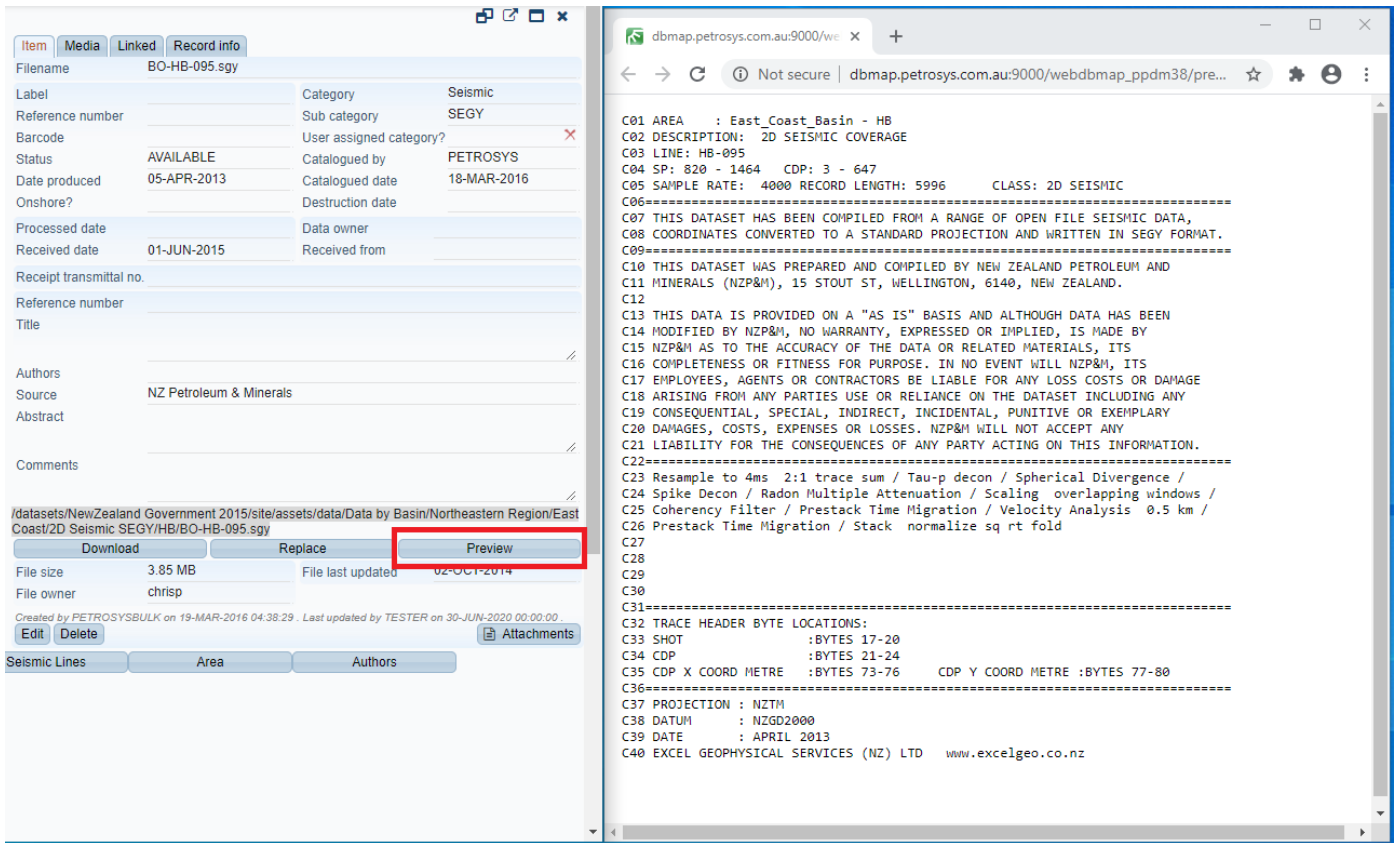 Item Media Linked Record info
Filename BO-HB-095.sgy
Label Category Seismic
Reference number Sub category SEGY
Barcode User assigned category?
Status AVAILABLE Catalogued by PETROSYS
Date produced 05-APR-2013 Catalogued date 18-MAR-2016
Onshore? Destruction date
Processed date Data owner
Received date 01-JUN-2015 Received from
Receipt transmittal no.
Reference number
Title
Authors
Source NZ Petroleum & Minerals
Abstract
Comments
/datasets/NewZealand Government 2015/site/assets/data/Data by Basin/Northeastern Region/East
Coast/2D Seismic SEGY/HB/BO-HB-095.sgy
Download Replace Preview
File size 3.85 MB File last updated 02-OCT-2014
File owner chrisp
Created by PETROSYSBULK on 19-MAR-2016 04:38:29 . Last updated by TESTER on 30-JUN-2020 00:00:00 .
Edit Delete Attachments
Seismic Lines Area Authors
dbmap.petrosys.com.au:9000/we
Not secure | dbmap.petrosys.com.au:9000/webdbmap_ppdm38/pre...
C01 AREA    : East_Coast_Basin - HB
C02 DESCRIPTION:  2D SEISMIC COVERAGE
C03 LINE: HB-095
C04 SP: 820 - 1464   CDP: 3 - 647
C05 SAMPLE RATE:  4000 RECORD LENGTH: 5996      CLASS: 2D SEISMIC
C06=============================================================================
C07 THIS DATASET HAS BEEN COMPILED FROM A RANGE OF OPEN FILE SEISMIC DATA,
C08 COORDINATES CONVERTED TO A STANDARD PROJECTION AND WRITTEN IN SEGY FORMAT.
C09=============================================================================
C10 THIS DATASET WAS PREPARED AND COMPILED BY NEW ZEALAND PETROLEUM AND
C11 MINERALS (NZP&M), 15 STOUT ST, WELLINGTON, 6140, NEW ZEALAND.
C12
C13 THIS DATA IS PROVIDED ON A "AS IS" BASIS AND ALTHOUGH DATA HAS BEEN
C14 MODIFIED BY NZP&M, NO WARRANTY, EXPRESSED OR IMPLIED, IS MADE BY
C15 NZP&M AS TO THE ACCURACY OF THE DATA OR RELATED MATERIALS, ITS
C16 COMPLETENESS OR FITNESS FOR PURPOSE. IN NO EVENT WILL NZP&M, ITS
C17 EMPLOYEES, AGENTS OR CONTRACTORS BE LIABLE FOR ANY LOSS COSTS OR DAMAGE
C18 ARISING FROM ANY PARTIES USE OR RELIANCE ON THE DATASET INCLUDING ANY
C19 CONSEQUENTIAL, SPECIAL, INDIRECT, INCIDENTAL, PUNITIVE OR EXEMPLARY
C20 DAMAGES, COSTS, EXPENSES OR LOSSES. NZP&M WILL NOT ACCEPT ANY
C21 LIABILITY FOR THE CONSEQUENCES OF ANY PARTY ACTING ON THIS INFORMATION.
C22=============================================================================
C23 Resample to 4ms  2:1 trace sum / Tau-p decon / Spherical Divergence /
C24 Spike Decon / Radon Multiple Attenuation / Scaling  overlapping windows /
C25 Coherency Filter / Prestack Time Migration / Velocity Analysis  0.5 km /
C26 Prestack Time Migration / Stack  normalize sq rt fold
C27
C28
C29
C30
C31=============================================================================
C32 TRACE HEADER BYTE LOCATIONS:
C33 SHOT                :BYTES 17-20
C34 CDP                 :BYTES 21-24
C35 CDP X COORD METRE   :BYTES 73-76     CDP Y COORD METRE :BYTES 77-80
C36=============================================================================
C37 PROJECTION : NZTM
C38 DATUM      : NZGD2000
C39 DATE       : APRIL 2013
C40 EXCEL GEOPHYSICAL SERVICES (NZ) LTD   www.excelgeo.co.nz